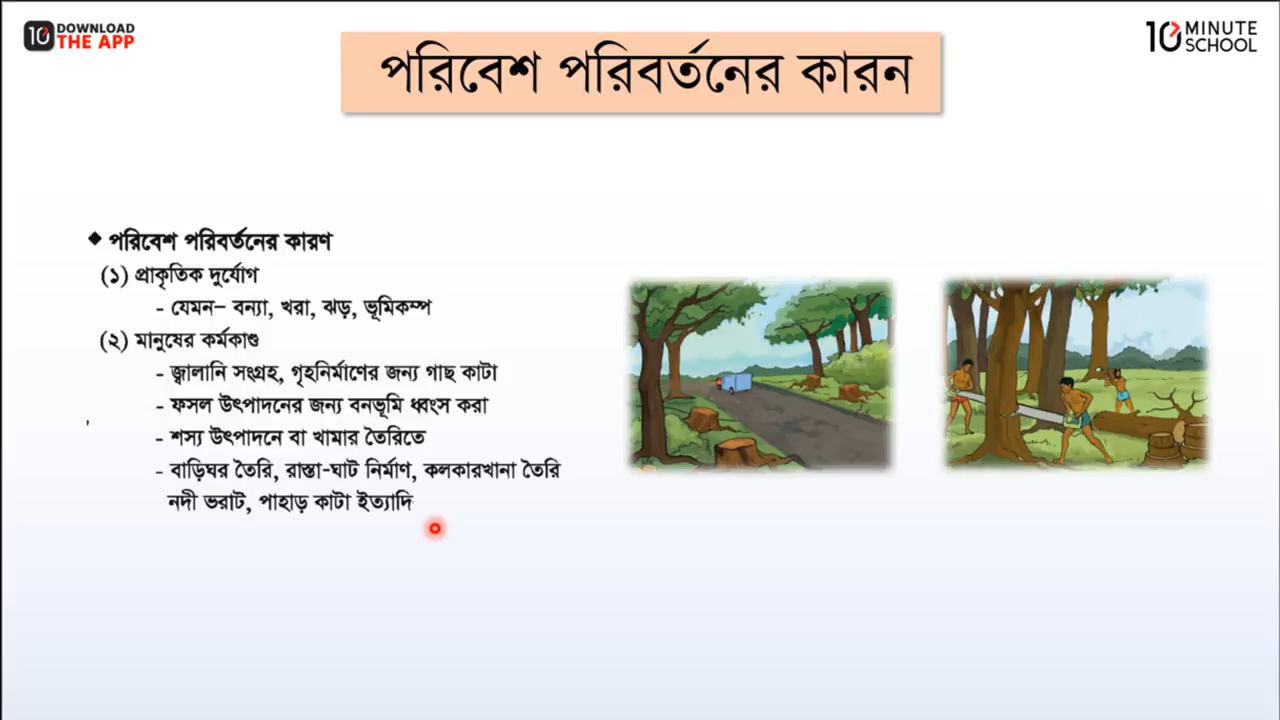 10 DOWNLOAD
THE APP
10 MINUTE
SCHOOL
পরিবেশ পরিবর্তনের কারন
❖ পরিবেশ পরিবর্তনের কারণ
(১) প্রাকৃতিক দুর্যোগ
- যেমন– বন্যা, খরা, ঝড়, ভূমিকম্প
(২) মানুষের কর্মকাণ্ড
- জ্বালানি সংগ্রহ, গৃহনির্মাণের জন্য গাছ কাটা
- ফসল উৎপাদনের জন্য বনভূমি ধ্বংস করা
- শস্য উৎপাদনে বা খামার তৈরিতে
- বাড়িঘর তৈরি, রাস্তা-ঘাট নির্মাণ, কলকারখানা তৈরি
নদী ভরাট, পাহাড় কাটা ইত্যাদি